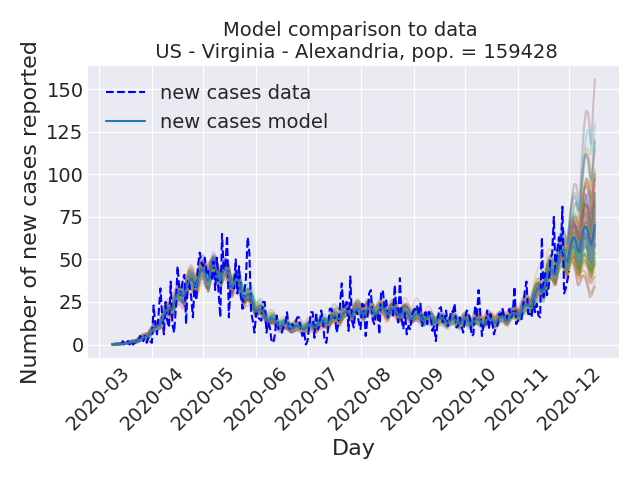 Model comparison to data
US - Virginia - Alexandria, pop. = 159428
Number of new cases reported
150
125
100
75
50
25
0
new cases data
new cases model
2020-03
2020-04
2020-05
2020-06
2020-07
2020-08
2020-09
2020-10
2020-11
2020-12
Day